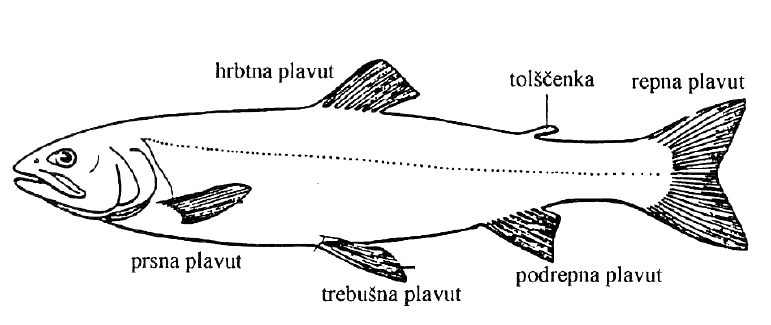 hrbtna plavut
tolščenka
repna plavut
prsna plavut
trebušna plavut
podrepna plavut